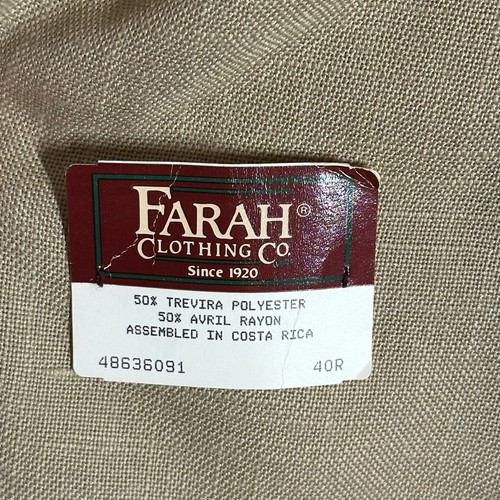 FARAH®
CLOTHING CO.
Since 1920
50% TREVIRA POLYESTER
50% AVRIL RAYON
ASSEMBLED IN COSTA RICA
48636091 40R